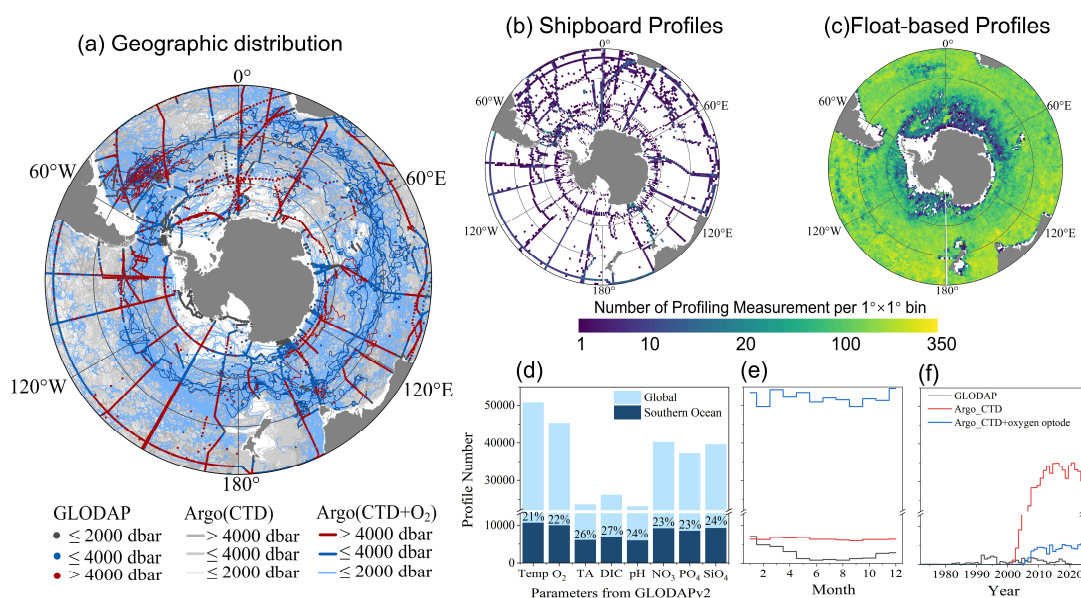 (a) Geographic distribution
0°
60°W
60°E
120°W
120°E
180°
GLODAP
≤ 2000 dbar
≤ 4000 dbar
> 4000 dbar
Argo(CTD)
> 4000 dbar
≤ 4000 dbar
≤ 2000 dbar
Argo(CTD+O₂)
> 4000 dbar
≤ 4000 dbar
≤ 2000 dbar
(b) Shipboard Profiles
0°
60°W
60°E
120°W
120°E
180°
(c)Float-based Profiles
0°
60°W
60°E
120°W
120°E
180°
Number of Profiling Measurement per 1°×1° bin
1 10 20 100 350
(d)
Global
Southern Ocean
Profile Number
50000
40000
30000
10000
0
21% 22% 26% 27% 24% 23% 23% 24%
Temp O₂ TA DIC pH NO₃ PO₄ SiO₄
Parameters from GLODAPv2
(e)
2 4 6 8 10 12
Month
(f)
GLODAP
Argo_CTD
Argo_CTD+oxygen optode
1980 1990 2000 2010 2020
Year